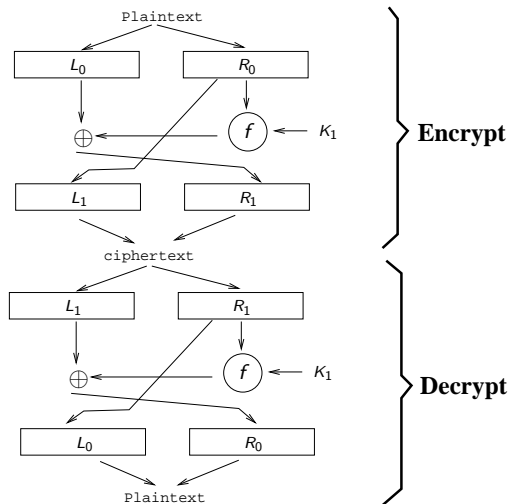 Plaintext
L0 R0
f K1
Encrypt
L1 R1
ciphertext
L1 R1
f K1
Decrypt
L0 R0
Plaintext